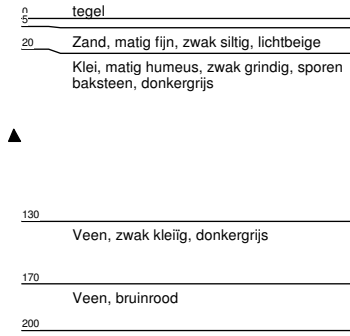 0 tegel
5
20 Zand, matig fijn, zwak siltig, lichtbeige
Klei, matig humeus, zwak grindig, sporen
baksteen, donkergrijs
130
Veen, zwak kleiïg, donkergrijs
170
Veen, bruinrood
200